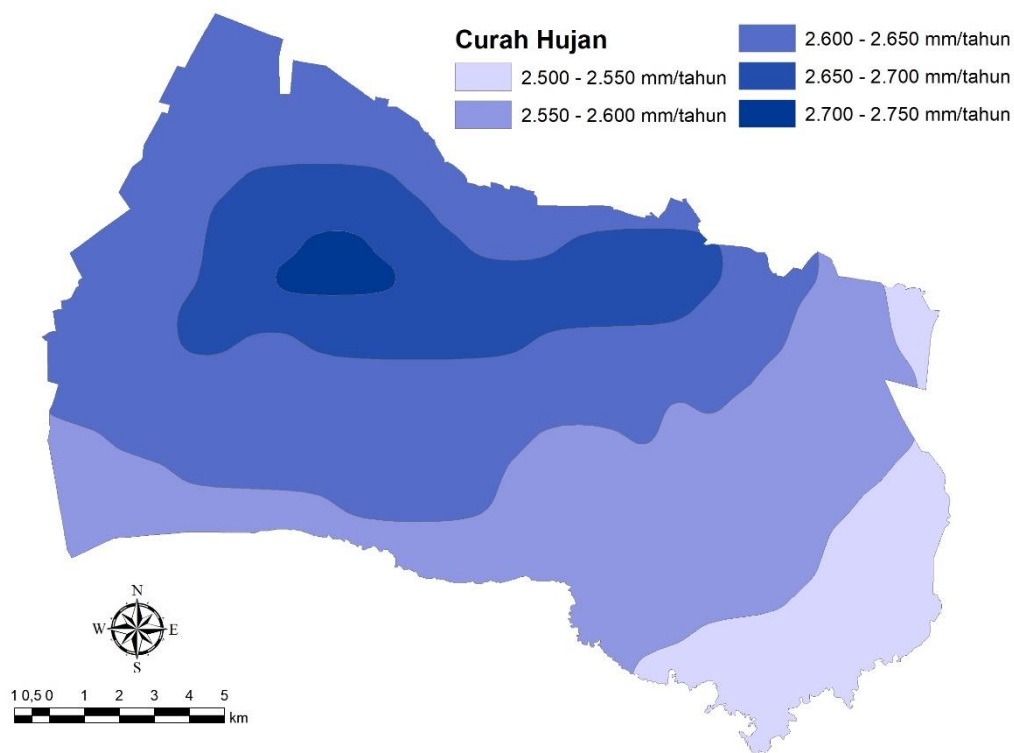 Curah Hujan
2.500 - 2.550 mm/tahun
2.550 - 2.600 mm/tahun
2.600 - 2.650 mm/tahun
2.650 - 2.700 mm/tahun
2.700 - 2.750 mm/tahun
N
W E
S
1 0,5 0 1 2 3 4 5
km